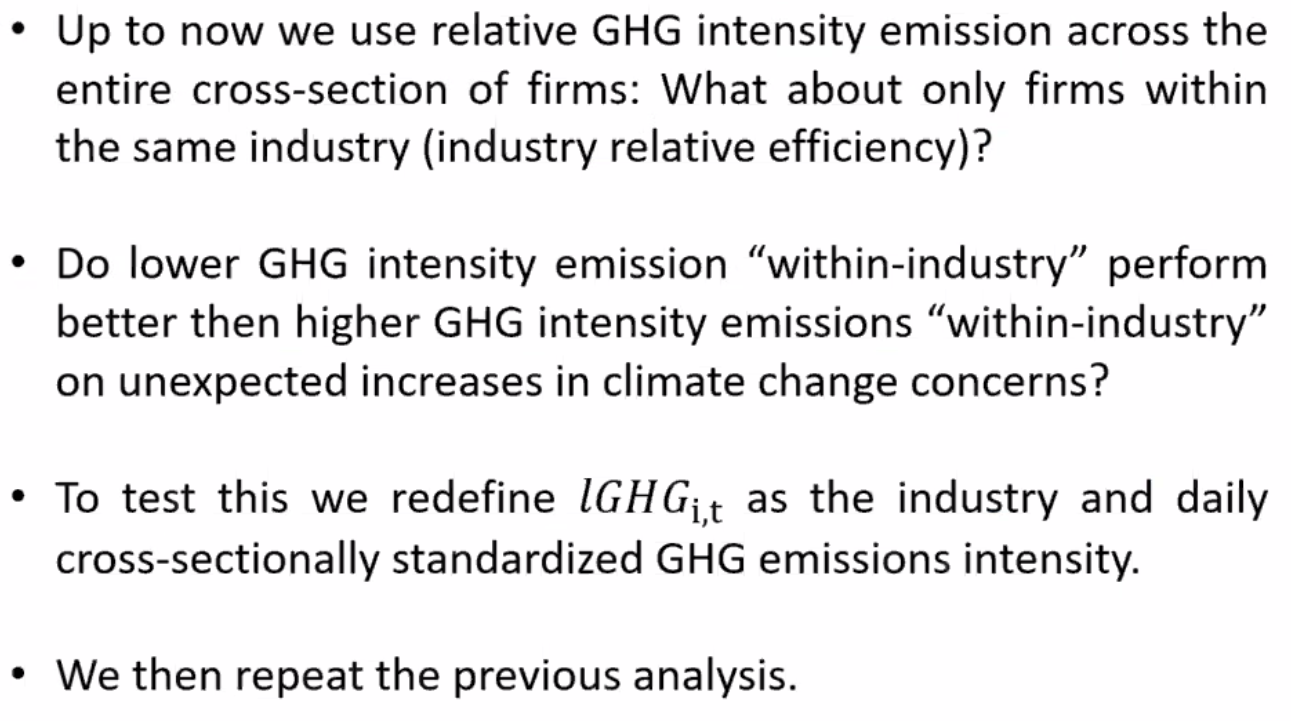 • Up to now we use relative GHG intensity emission across the
entire cross-section of firms: What about only firms within
the same industry (industry relative efficiency)?
• Do lower GHG intensity emission “within-industry” perform
better then higher GHG intensity emissions “within-industry”
on unexpected increases in climate change concerns?
• To test this we redefine lGHG_{i,t} as the industry and daily
cross-sectionally standardized GHG emissions intensity.
• We then repeat the previous analysis.